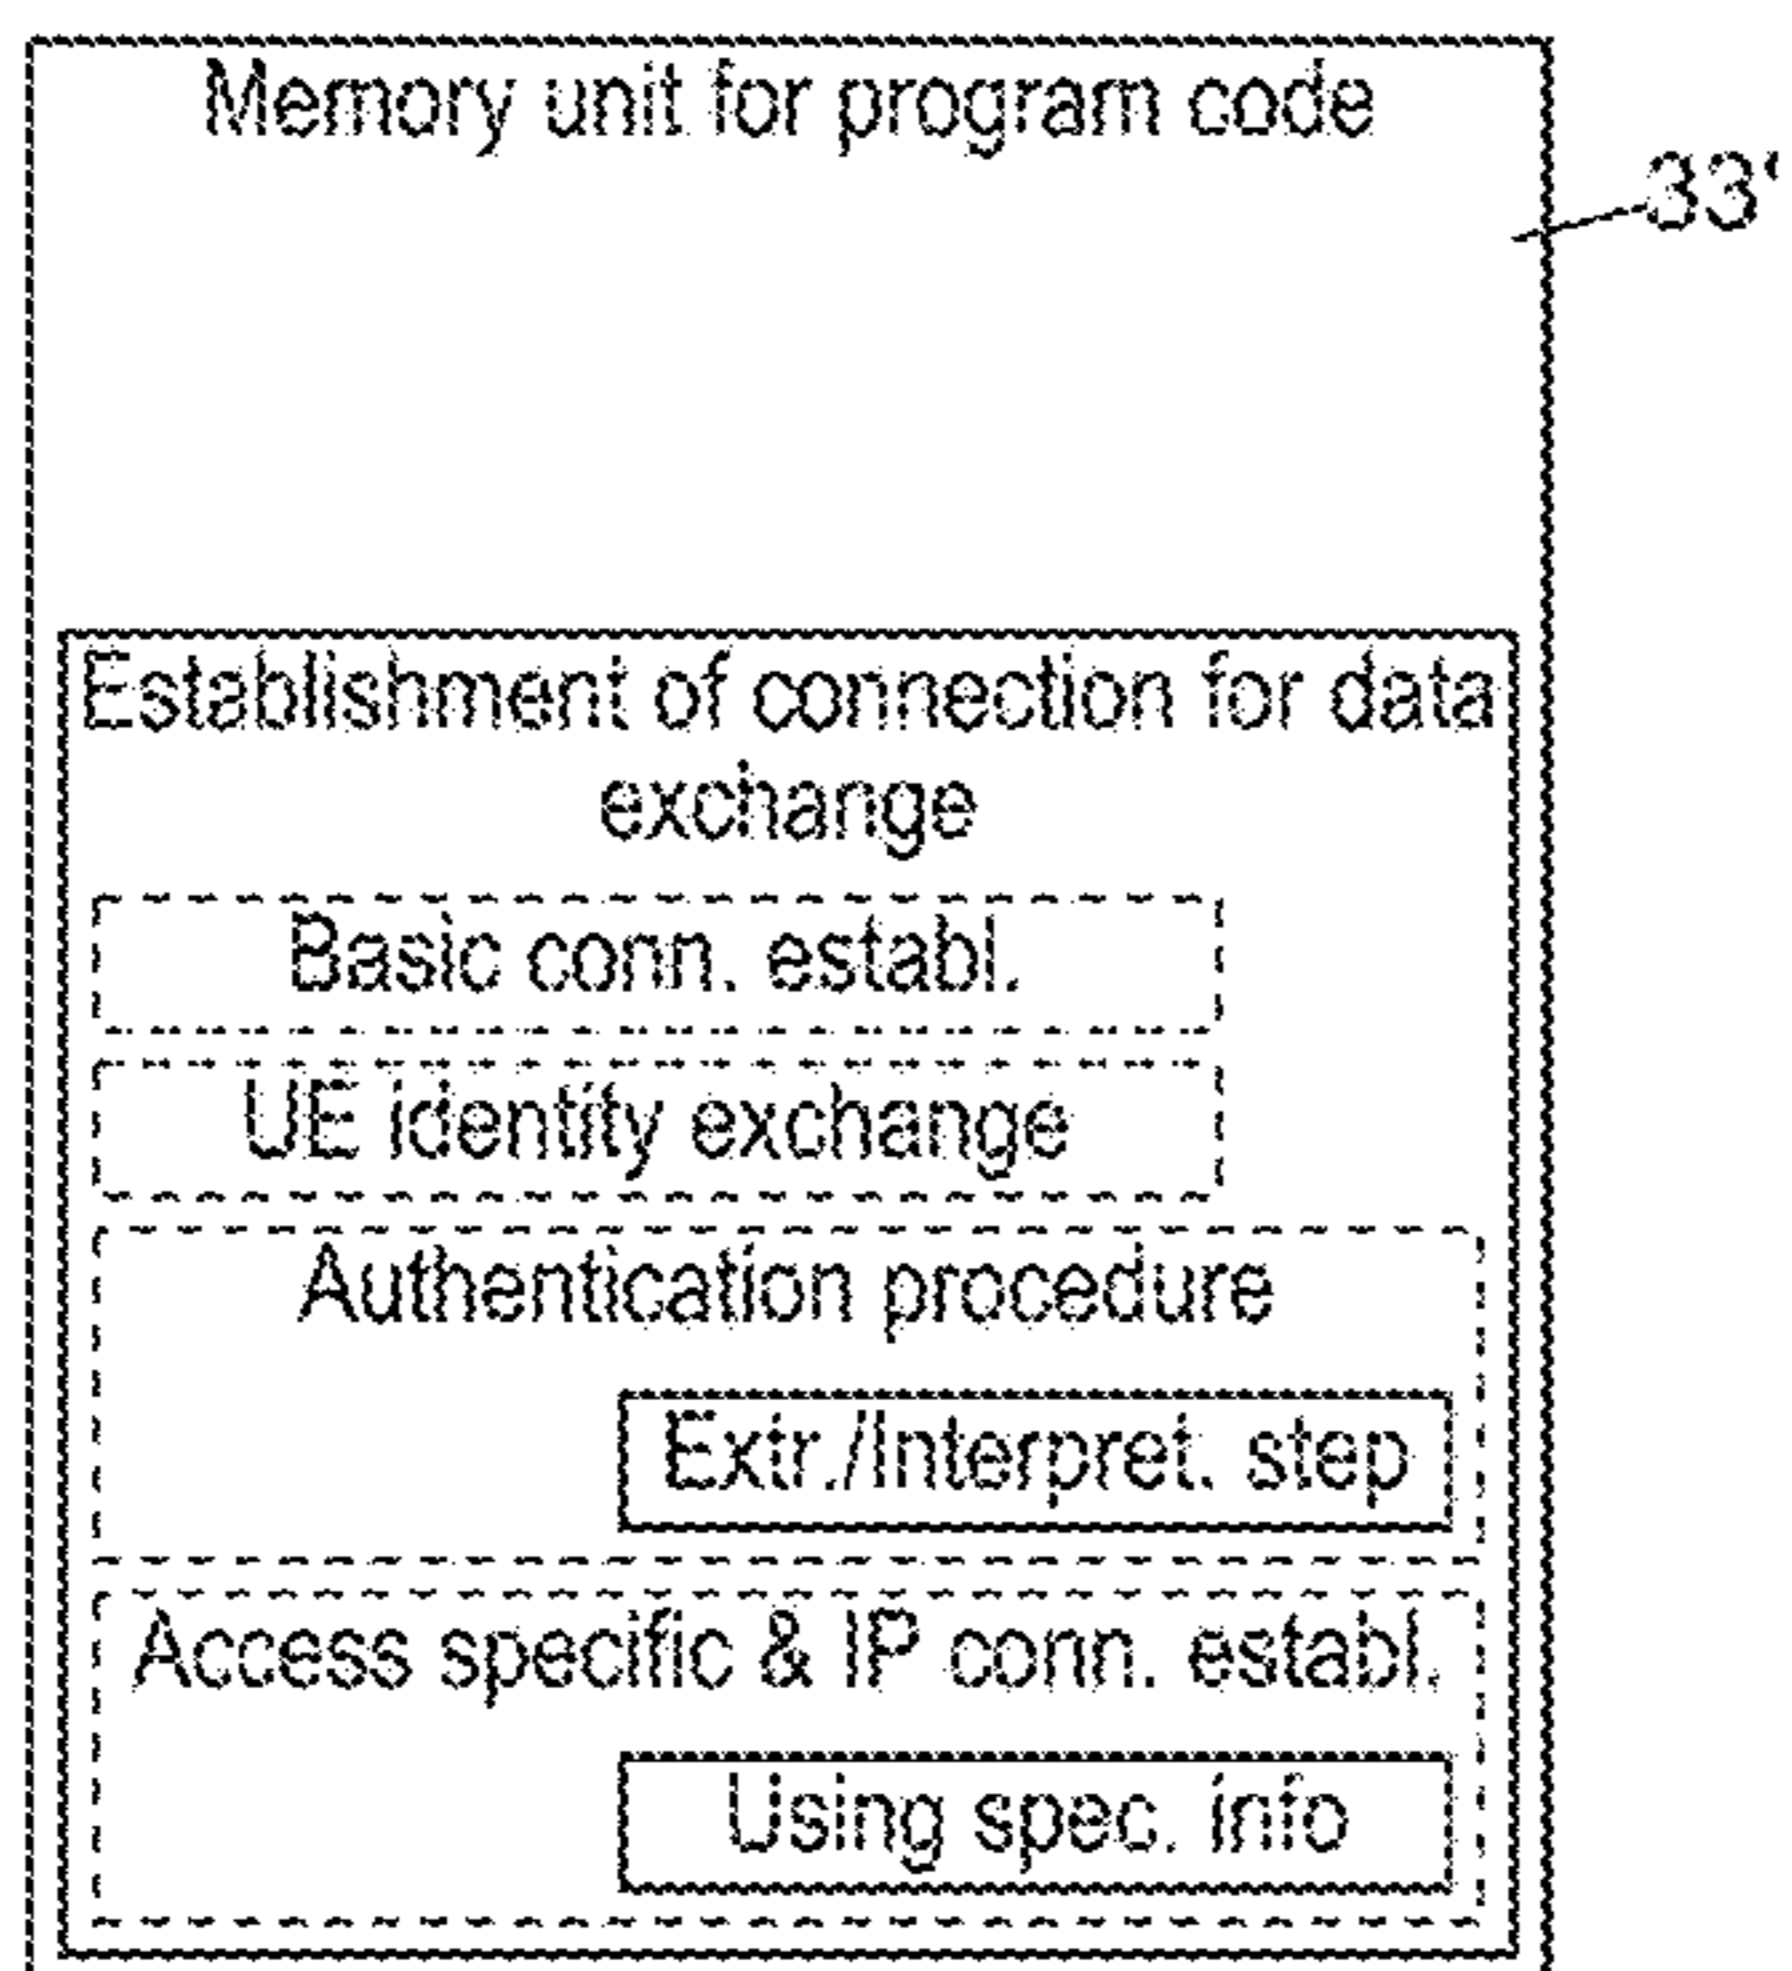 Memory unit for program code
33'
Establishment of connection for data
exchange
Basic conn. establ.
UE identity exchange
Authentication procedure
Extr./Interpret. step
Access specific & IP conn. establ.
Using spec. info